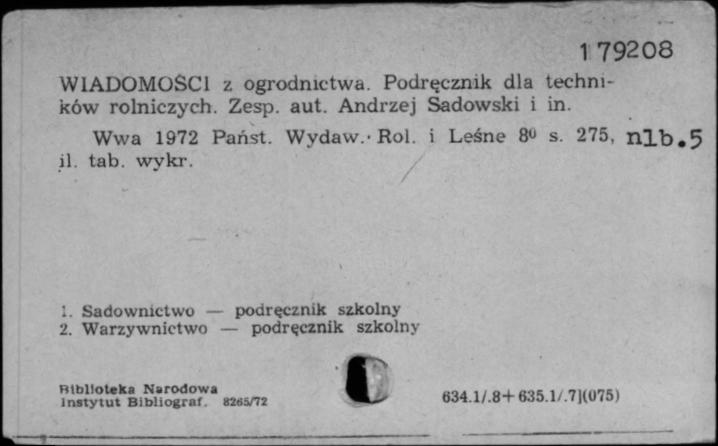 179208
WIADOMOŚCI z ogrodnictwa. Podręcznik dla techni-
ków rolniczych. Zesp. aut. Andrzej Sadowski i in.
Wwa 1972 Państ. Wydaw. Rol. i Leśne 8⁰ s. 275, nlb.5
il. tab. wykr.
1. Sadownictwo — podręcznik szkolny
2. Warzywnictwo — podręcznik szkolny
Biblioteka Narodowa
Instytut Bibliograf. 8265/72
634.1/.8+635.1/.7](075)